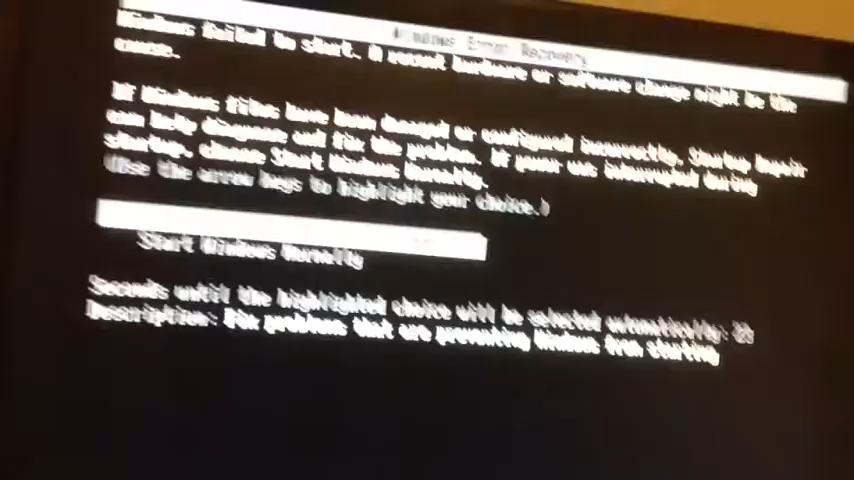 Windows Error Recovery
Windows failed to start. A recent hardware or software change might be the
cause.
If Windows files have been damaged or configured incorrectly, Startup Repair
can help diagnose and fix the problem. If power was interrupted during
startup, choose Start Windows Normally.
(Use the arrow keys to highlight your choice.)
Start Windows Normally
Seconds until the highlighted choice will be selected automatically:
Description: Fix problems that are preventing Windows from starting